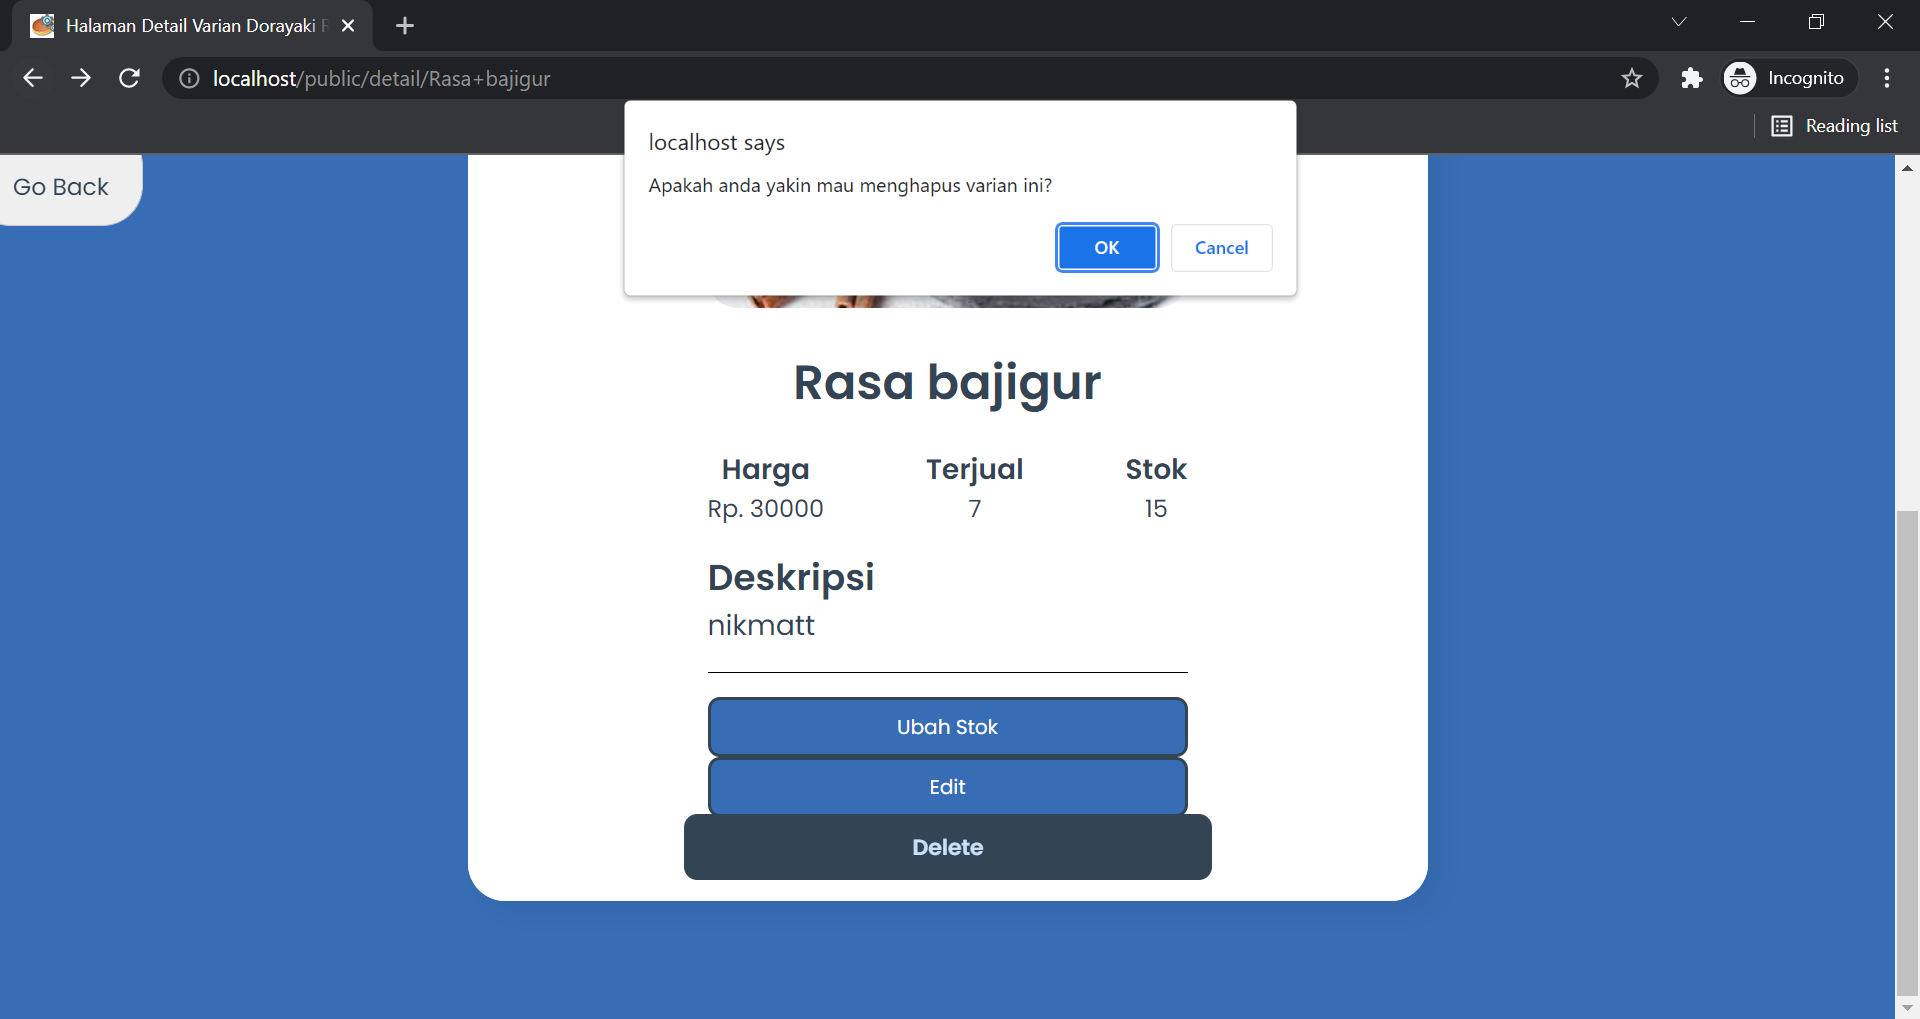 Halaman Detail Varian Dorayaki
localhost/public/detail/Rasa+bajigur
Incognito
Reading list
localhost says
Apakah anda yakin mau menghapus varian ini?
OK
Cancel
Go Back
Rasa bajigur
Harga Terjual Stok
Rp. 30000 7 15
Deskripsi
nikmatt
Ubah Stok
Edit
Delete